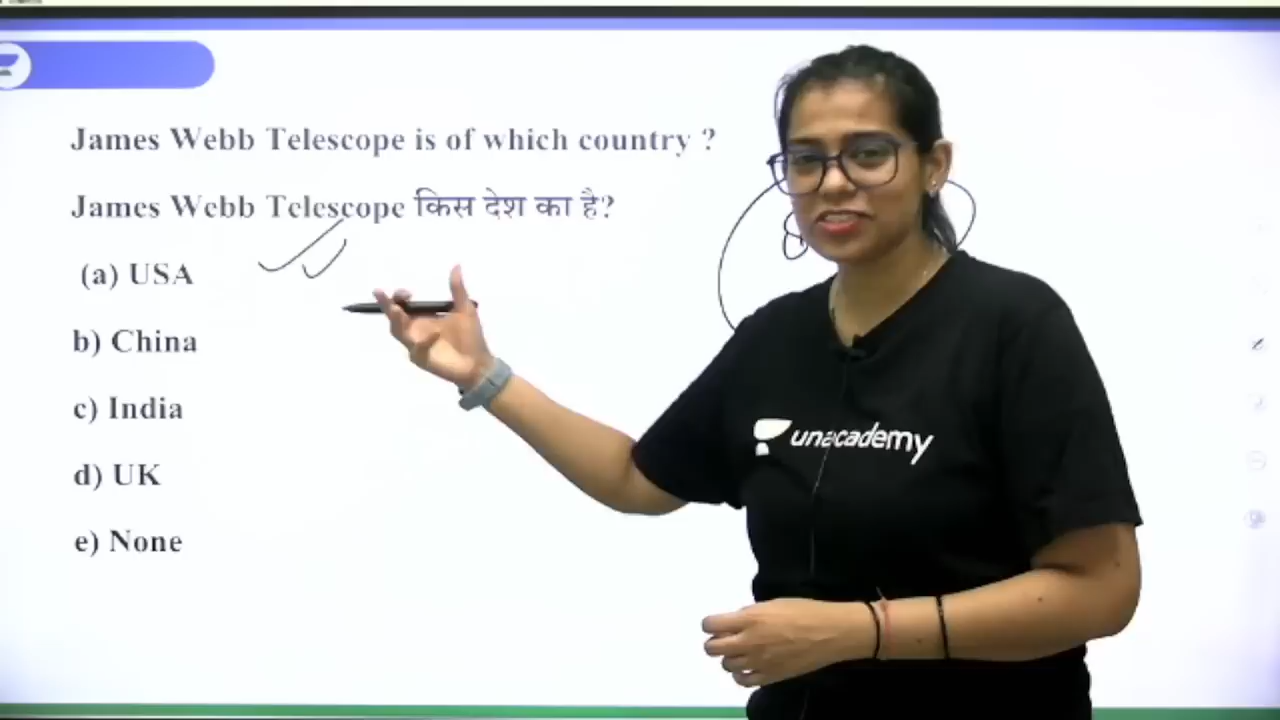 James Webb Telescope is of which country ?
James Webb Telescope किस देश का है?
(a) USA
b) China
c) India
d) UK
e) None
unacademy